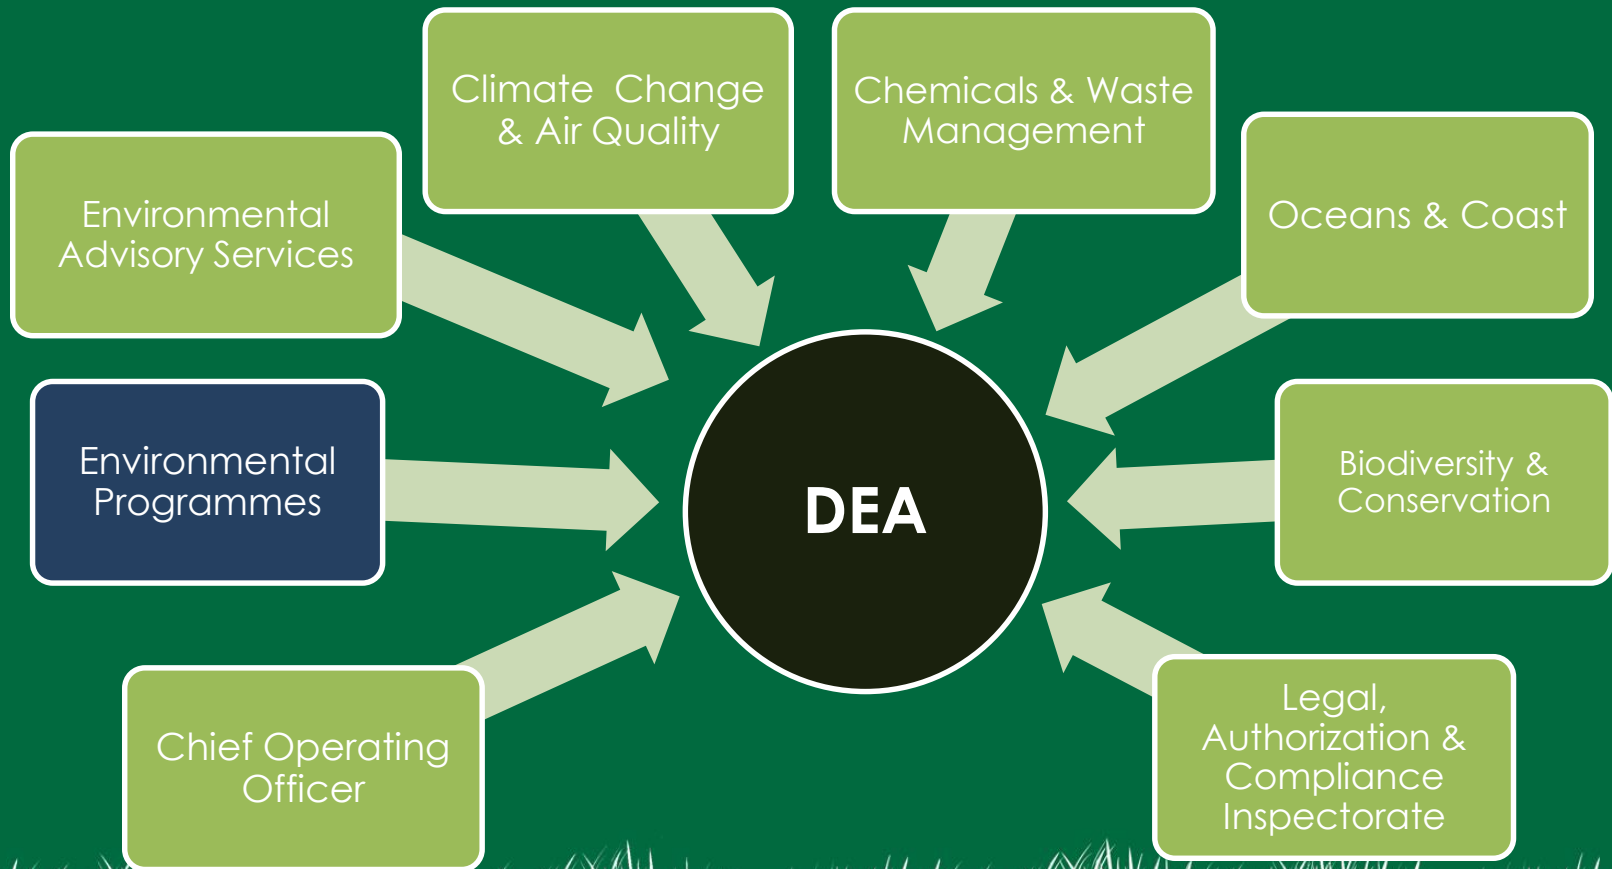 Climate  Change
& Air Quality
Chemicals & Waste
Management
Environmental
Advisory Services
Oceans & Coast
Environmental
Programmes
DEA
Biodiversity &
Conservation
Chief Operating
Officer
Legal,
Authorization &
Compliance
Inspectorate